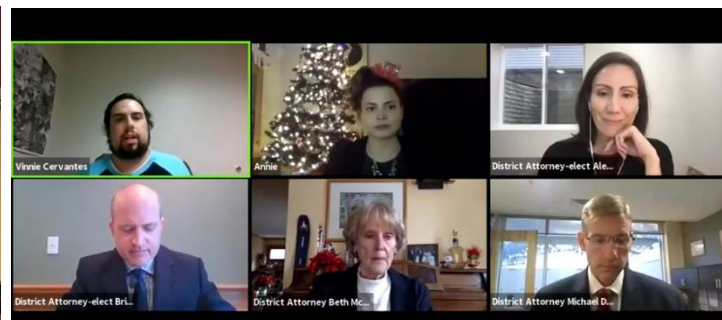 Vinnie Cervantes
Annie
District Attorney-elect Ale...
District Attorney-elect Bri...
District Attorney Beth Mc...
District Attorney Michael D...